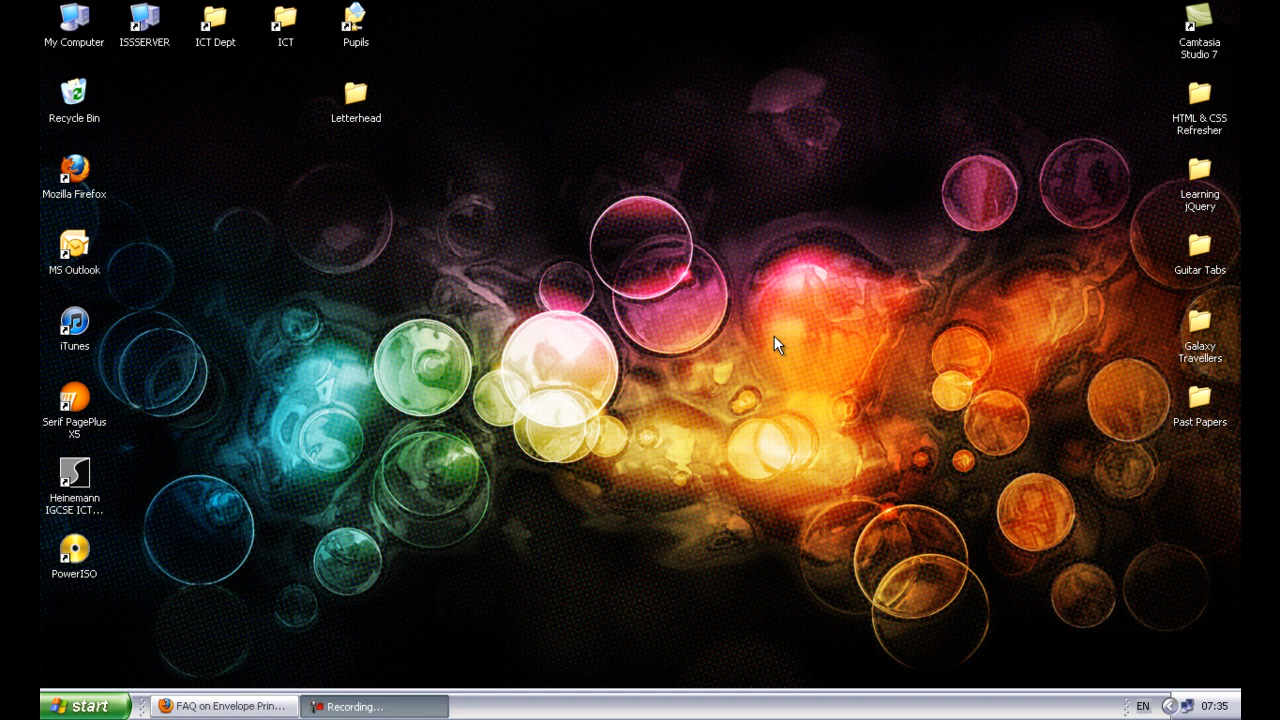 My Computer
ISSSERVER
ICT Dept
ICT
Pupils
Camtasia
Studio 7
Recycle Bin
Letterhead
HTML & CSS
Refresher
Mozilla Firefox
Learning
jQuery
MS Outlook
Guitar Tabs
iTunes
Galaxy
Travellers
Serif PagePlus
X5
Past Papers
Heinemann
IGCSE ICT...
PowerISO
start
FAQ on Envelope Prin...
Recording...
EN
07:35